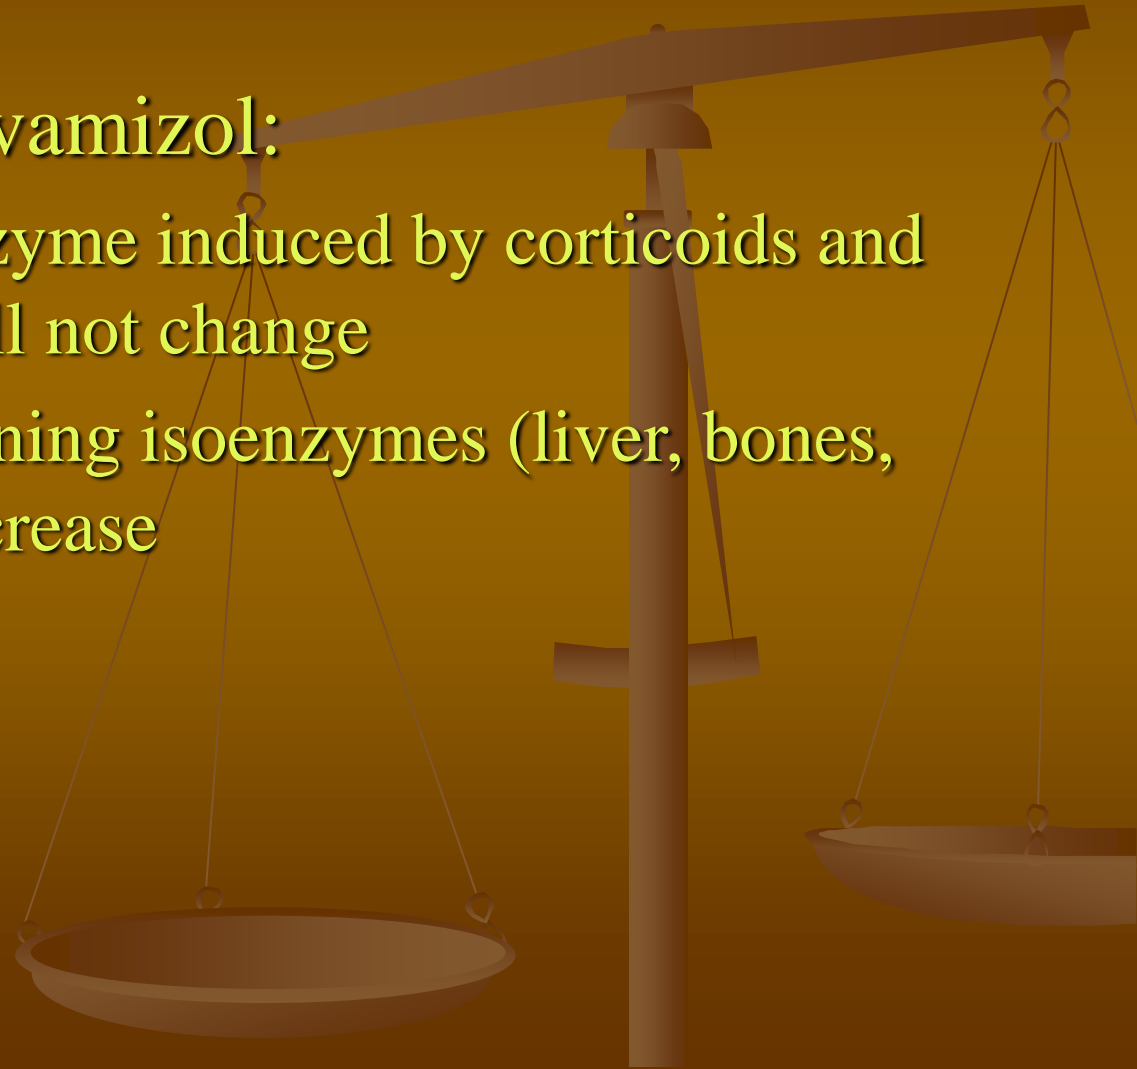 vamizol:
zyme induced by corticoids and
ll not change
ning isoenzymes (liver, bones,
crease